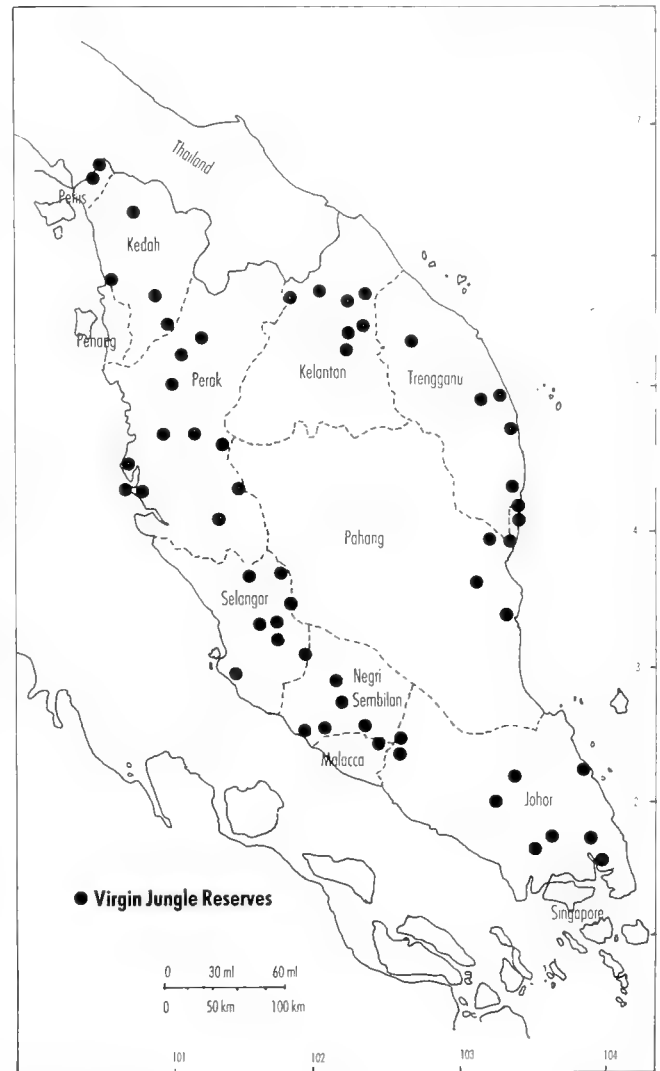 7
Thailand
Perlis
Kedah
Penang
Perak
Kelantan
Trengganu
4
Pahang
Selangor
3
Negri
Sembilan
Malacca
2
Johor
● Virgin Jungle Reserves
Singapore
0 30 ml 60 ml
0 50 km 100 km
101 102 103 104